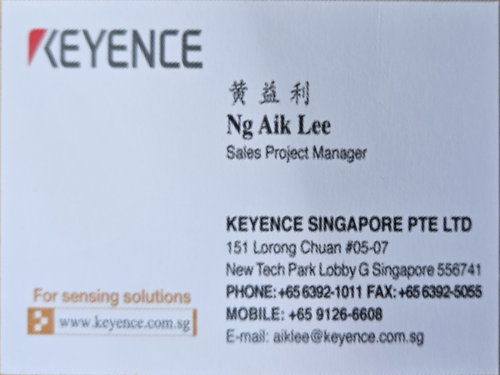 KEYENCE
黄益利
Ng Aik Lee
Sales Project Manager
KEYENCE SINGAPORE PTE LTD
151 Lorong Chuan #05-07
New Tech Park Lobby G Singapore 556741
PHONE: +65 6392-1011 FAX: +65 6392-5055
MOBILE: +65 9126-6608
E-mail: aiklee@keyence.com.sg
For sensing solutions
www.keyence.com.sg